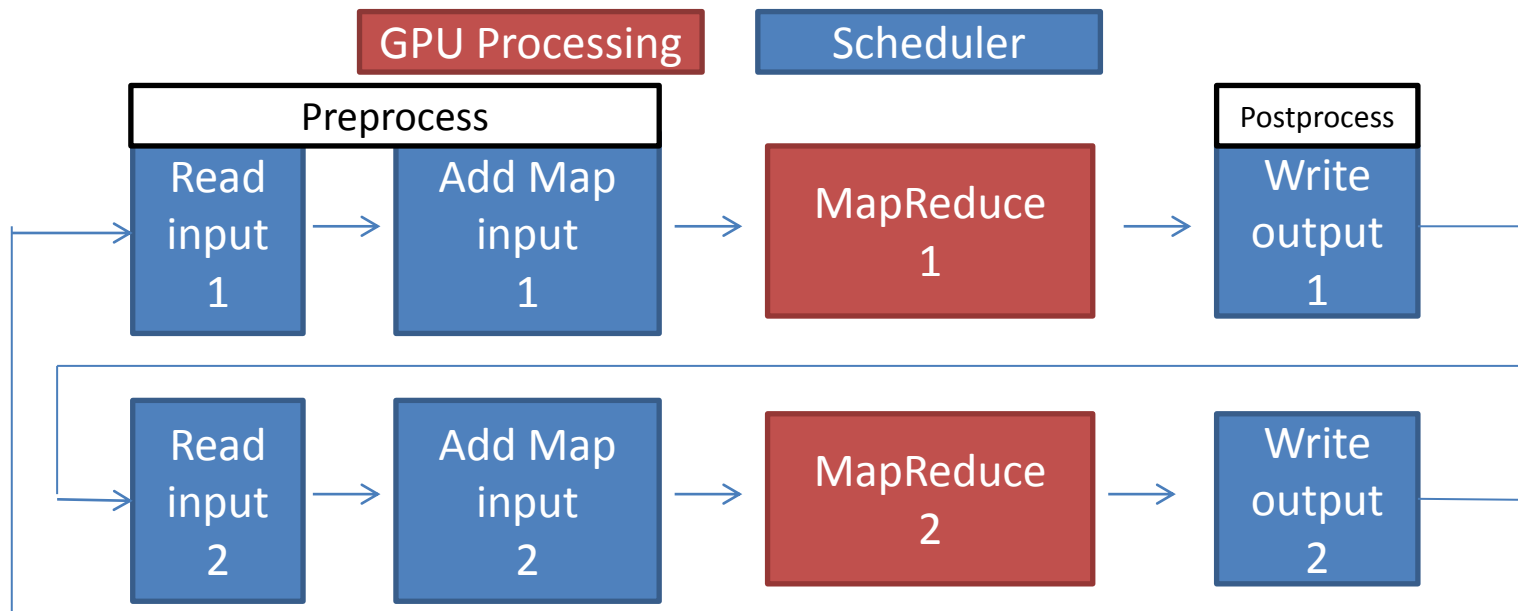 GPU Processing
Scheduler
Preprocess
Postprocess
Read
input
1
Add Map
input
1
MapReduce
1
Write
output
1
Read
input
2
Add Map
input
2
MapReduce
2
Write
output
2